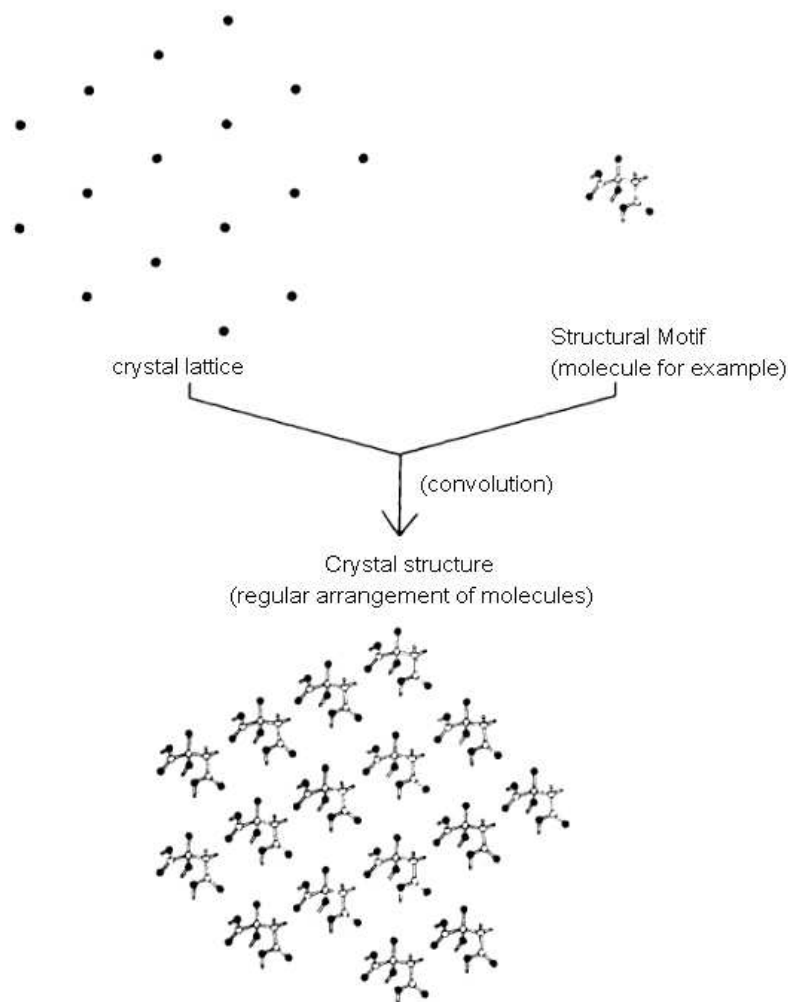 crystal lattice
Structural Motif
(molecule for example)
(convolution)
Crystal structure
(regular arrangement of molecules)